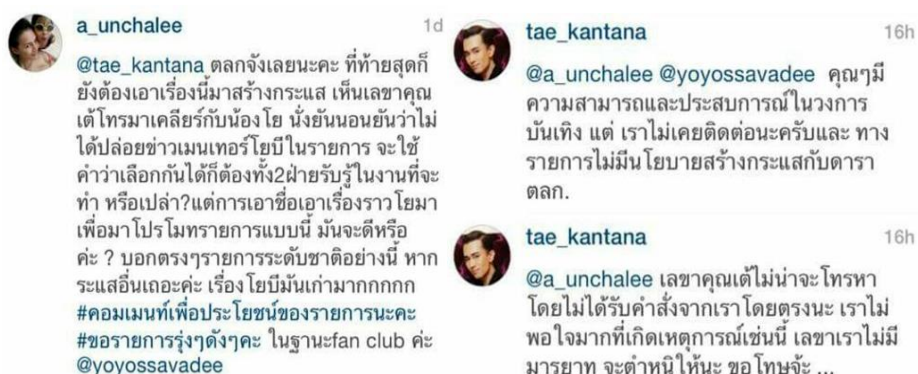 a_unchalee 1d
@tae_kantana ตลกจังเลยนะคะ ที่ท้ายสุดก็
ยังต้องเอาเรื่องนี้มาสร้างกระแส เห็นเลขาคุณ
เต้โทรมาเคลียร์กับน้องโย นั่งยันนอนยันว่าไม่
ได้ปล่อยข่าวเมนเทอร์โยบีในรายการ จะใช้
คำว่าเลือกกันได้ก็ต้องทั้ง2ฝ่ายรับรู้ในงานที่จะ
ทำ หรือเปล่า?แต่การเอาชื่อเอาเรื่องราวโยมา
เพื่อมาโปรโมทรายการแบบนี้ มันจะดีหรือ
ค่ะ ? บอกตรงๆรายการระดับชาติอย่างนี้ หาก
ระแสอื่นเถอะค่ะ เรื่องโยบีมันเก่ามากกกกก
#คอมเมนท์เพื่อประโยชน์ของรายการนะคะ
#ขอรายการรุ่งๆดังๆคะ ในฐานะfan club ค่ะ
@yoyossavadee
tae_kantana 16h
@a_unchalee @yoyossavadee คุณๆมี
ความสามารถและประสบการณ์ในวงการ
บันเทิง แต่ เราไม่เคยติดต่อนะครับและ ทาง
รายการไม่มีนโยบายสร้างกระแสกับดารา
ตลก.
tae_kantana 16h
@a_unchalee เลขาคุณเต้ไม่น่าจะโทรหา
โดยไม่ได้รับคำสั่งจากเราโดยตรงนะ เราไม่
พอใจมากที่เกิดเหตุการณ์เช่นนี้ เลขาเราไม่มี
มารยาท จะตำหนิให้นะ ขอโทษจ้ะ ...